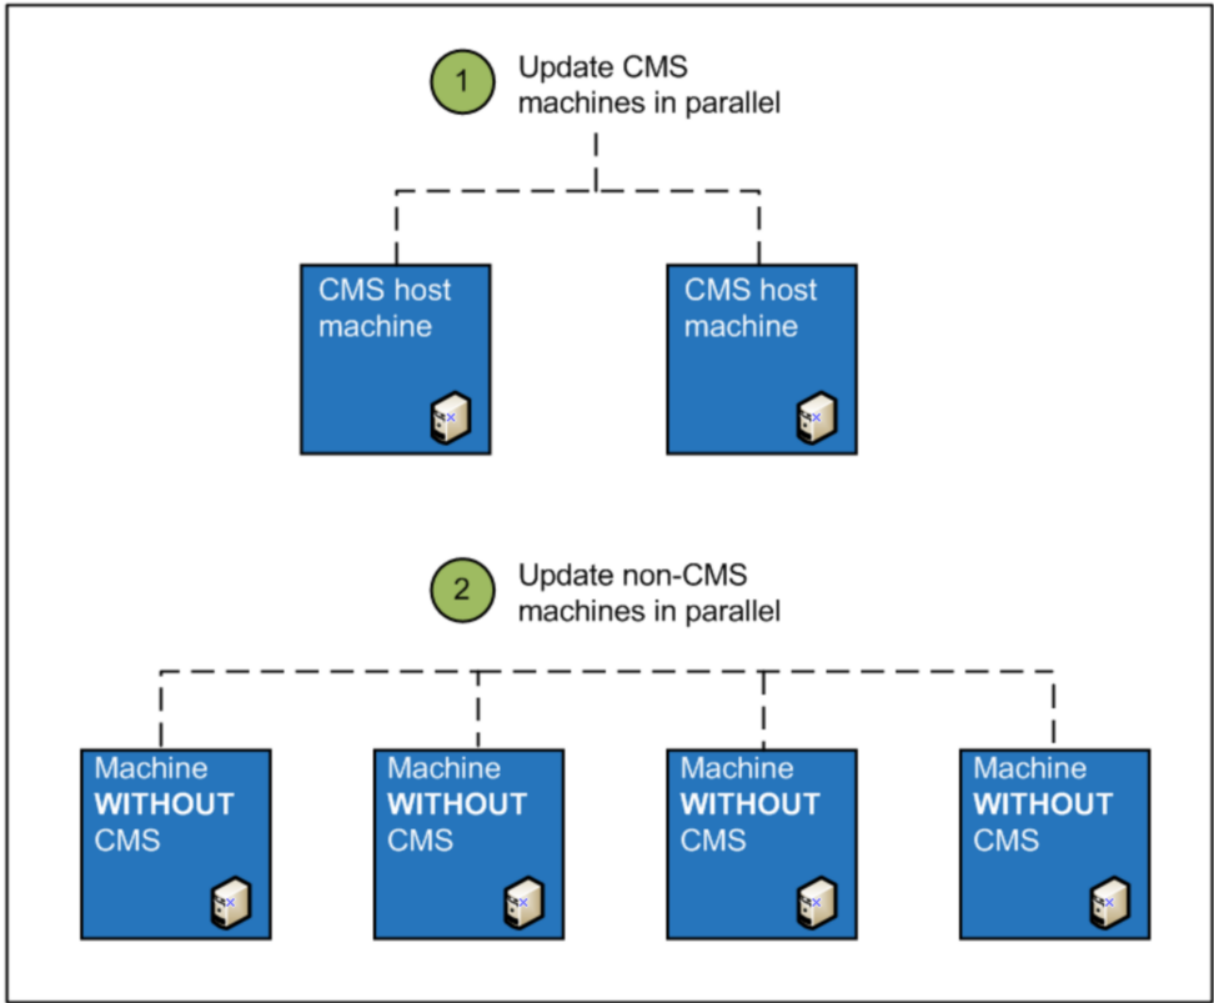 1
Update CMS
machines in parallel
CMS host
machine
CMS host
machine
2
Update non-CMS
machines in parallel
Machine
WITHOUT
CMS
Machine
WITHOUT
CMS
Machine
WITHOUT
CMS
Machine
WITHOUT
CMS